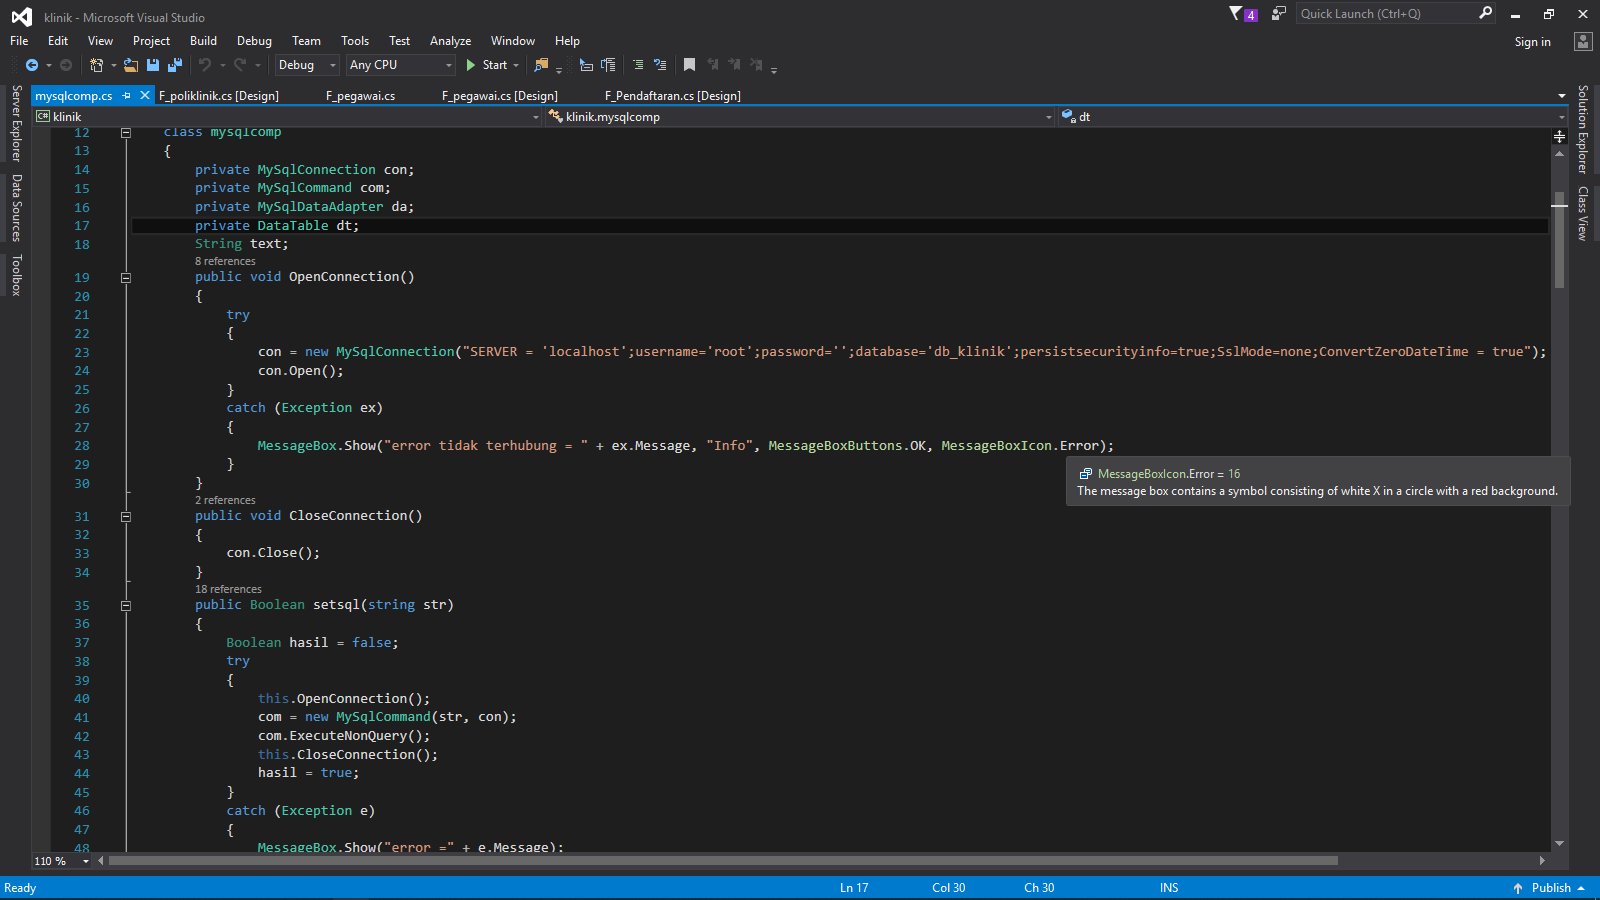 klinik - Microsoft Visual Studio
4
Quick Launch (Ctrl+Q)
File Edit View Project Build Debug Team Tools Test Analyze Window Help
Sign in
Debug Any CPU Start
mysqlcomp.cs F_poliklinik.cs [Design] F_pegawai.cs F_pegawai.cs [Design] F_Pendaftaran.cs [Design]
C# klinik klinik.mysqlcomp dt
Server Explorer
Data Sources
Toolbox
Solution Explorer
Class View
12 class mysqlcomp
13 {
14 private MySqlConnection con;
15 private MySqlCommand com;
16 private MySqlDataAdapter da;
17 private DataTable dt;
18 String text;
8 references
19 public void OpenConnection()
20 {
21 try
22 {
23 con = new MySqlConnection("SERVER = 'localhost';username='root';password='';database='db_klinik';persistsecurityinfo=true;SslMode=none;ConvertZeroDateTime = true");
24 con.Open();
25 }
26 catch (Exception ex)
27 {
28 MessageBox.Show("error tidak terhubung = " + ex.Message, "Info", MessageBoxButtons.OK, MessageBoxIcon.Error);
29 }
30 }
MessageBoxIcon.Error = 16
The message box contains a symbol consisting of white X in a circle with a red background.
2 references
31 public void CloseConnection()
32 {
33 con.Close();
34 }
18 references
35 public Boolean setsql(string str)
36 {
37 Boolean hasil = false;
38 try
39 {
40 this.OpenConnection();
41 com = new MySqlCommand(str, con);
42 com.ExecuteNonQuery();
43 this.CloseConnection();
44 hasil = true;
45 }
46 catch (Exception e)
47 {
48 MessageBox.Show("error =" + e.Message);
110 %
Ready Ln 17 Col 30 Ch 30 INS Publish